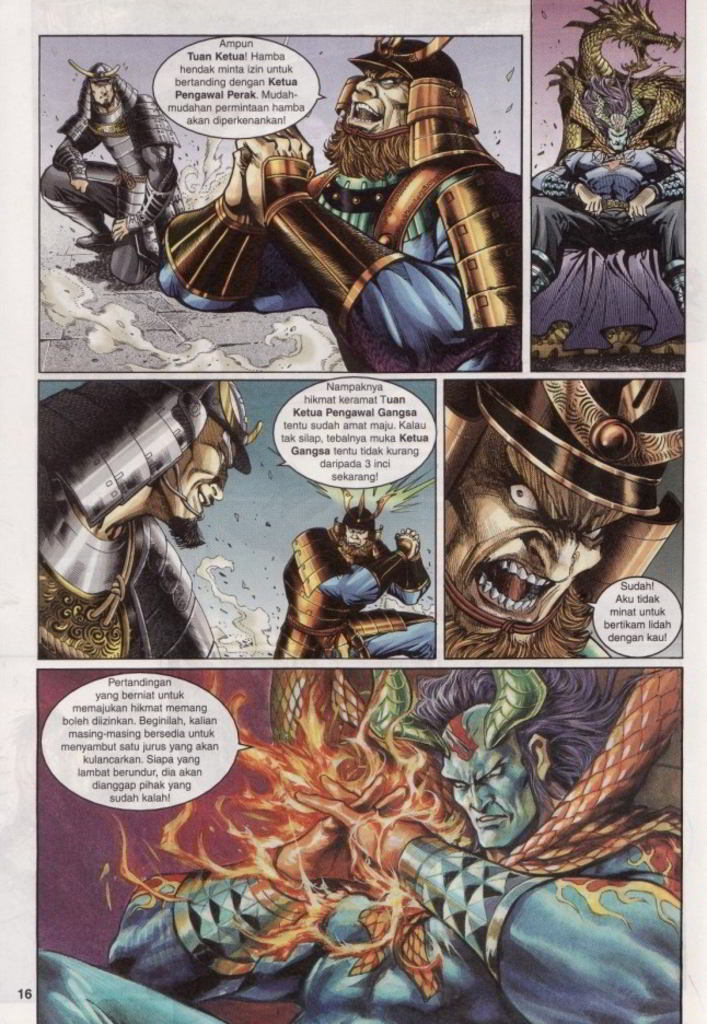 Ampun
Tuan Ketua! Hamba
hendak minta izin untuk
bertanding dengan Ketua
Pengawal Perak. Mudah-
mudahan permintaan hamba
akan diperkenankan!
Nampaknya
hikmat keramat Tuan
Ketua Pengawal Gangsa
tentu sudah amat maju. Kalau
tak silap, tebalnya muka Ketua
Gangsa tentu tidak kurang
daripada 3 inci
sekarang!
Sudah!
Aku tidak
minat untuk
bertikam lidah
dengan kau!
Pertandingan
yang berniat untuk
memajukan hikmat memang
boleh diizinkan. Beginilah, kalian
masing-masing bersedia untuk
menyambut satu jurus yang akan
kulancarkan. Siapa yang
lambat berundur, dia akan
dianggap pihak yang
sudah kalah!
16